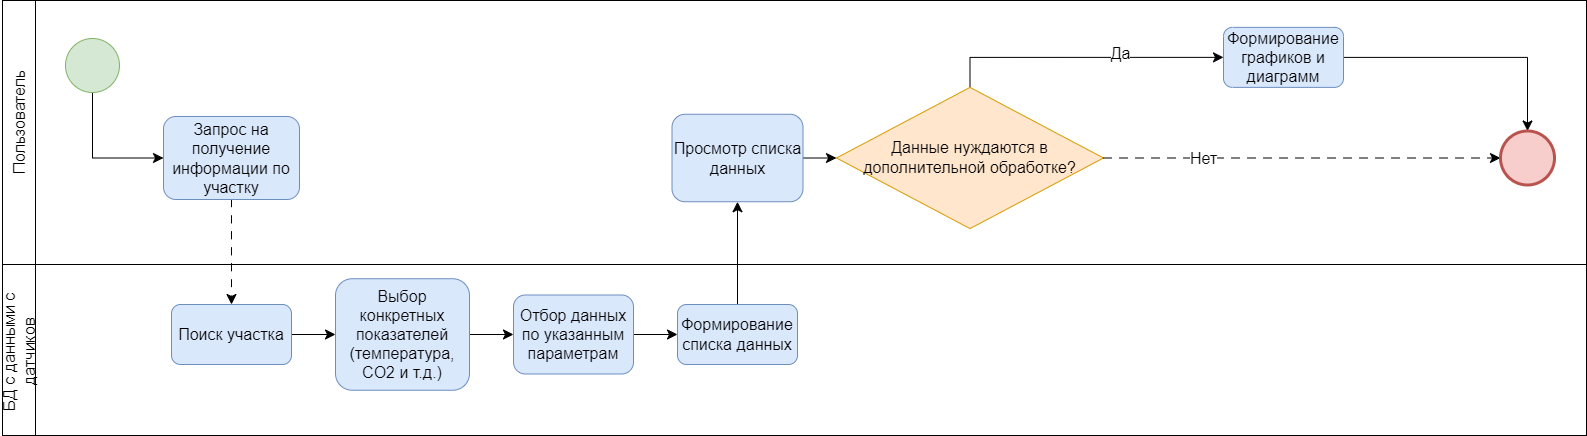 Пользователь
Запрос на
получение
информации по
участку
Просмотр списка
данных
Данные нуждаются в
дополнительной обработке?
Да
Нет
Формирование
графиков и
диаграмм
БД с данными с
датчиков
Поиск участка
Выбор
конкретных
показателей
(температура,
СО2 и т.д.)
Отбор данных
по указанным
параметрам
Формирование
списка данных